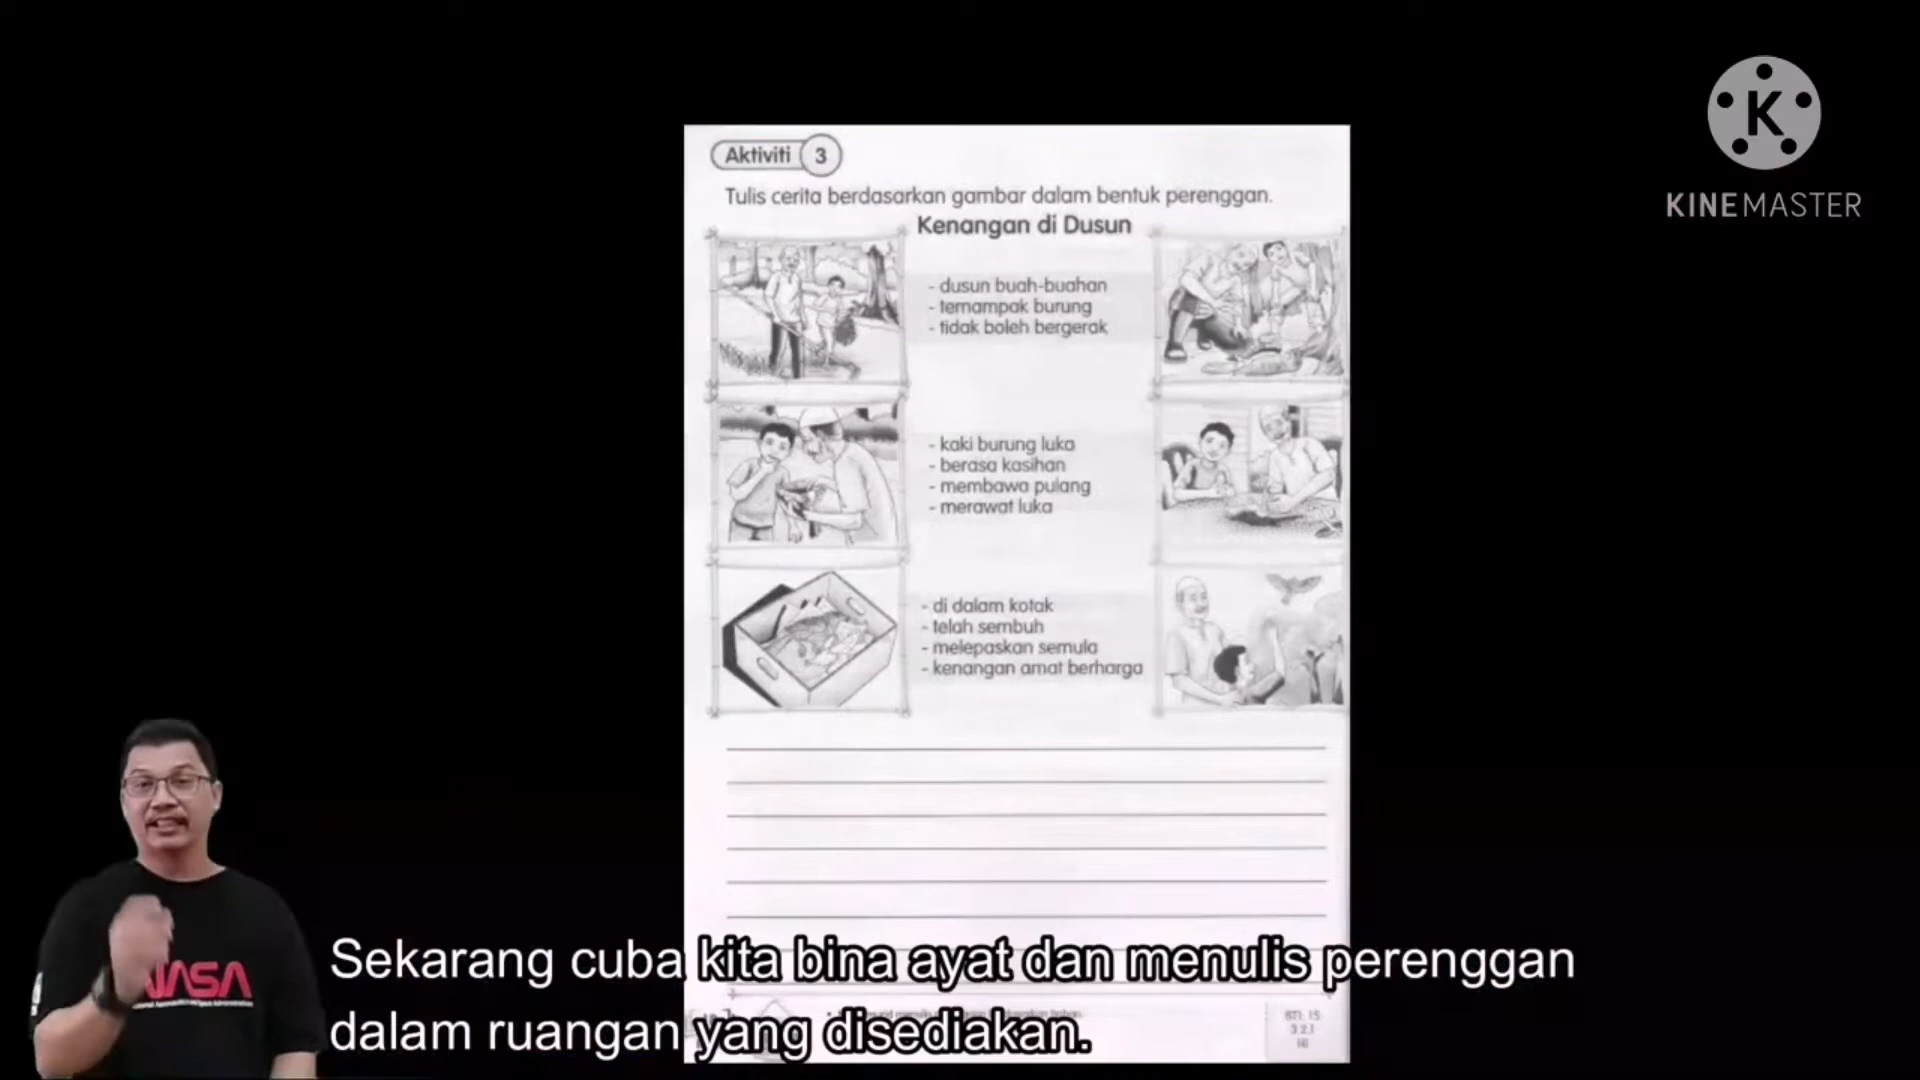 KINEMASTER
Aktiviti 3
Tulis cerita berdasarkan gambar dalam bentuk perenggan.
Kenangan di Dusun
- dusun buah-buahan
- ternampak burung
- tidak boleh bergerak
- kaki burung luka
- berasa kasihan
- membawa pulang
- merawat luka
- di dalam kotak
- telah sembuh
- melepaskan semula
- kenangan amat berharga
NASA
Sekarang cuba kita bina ayat dan menulis perenggan
dalam ruangan yang disediakan.